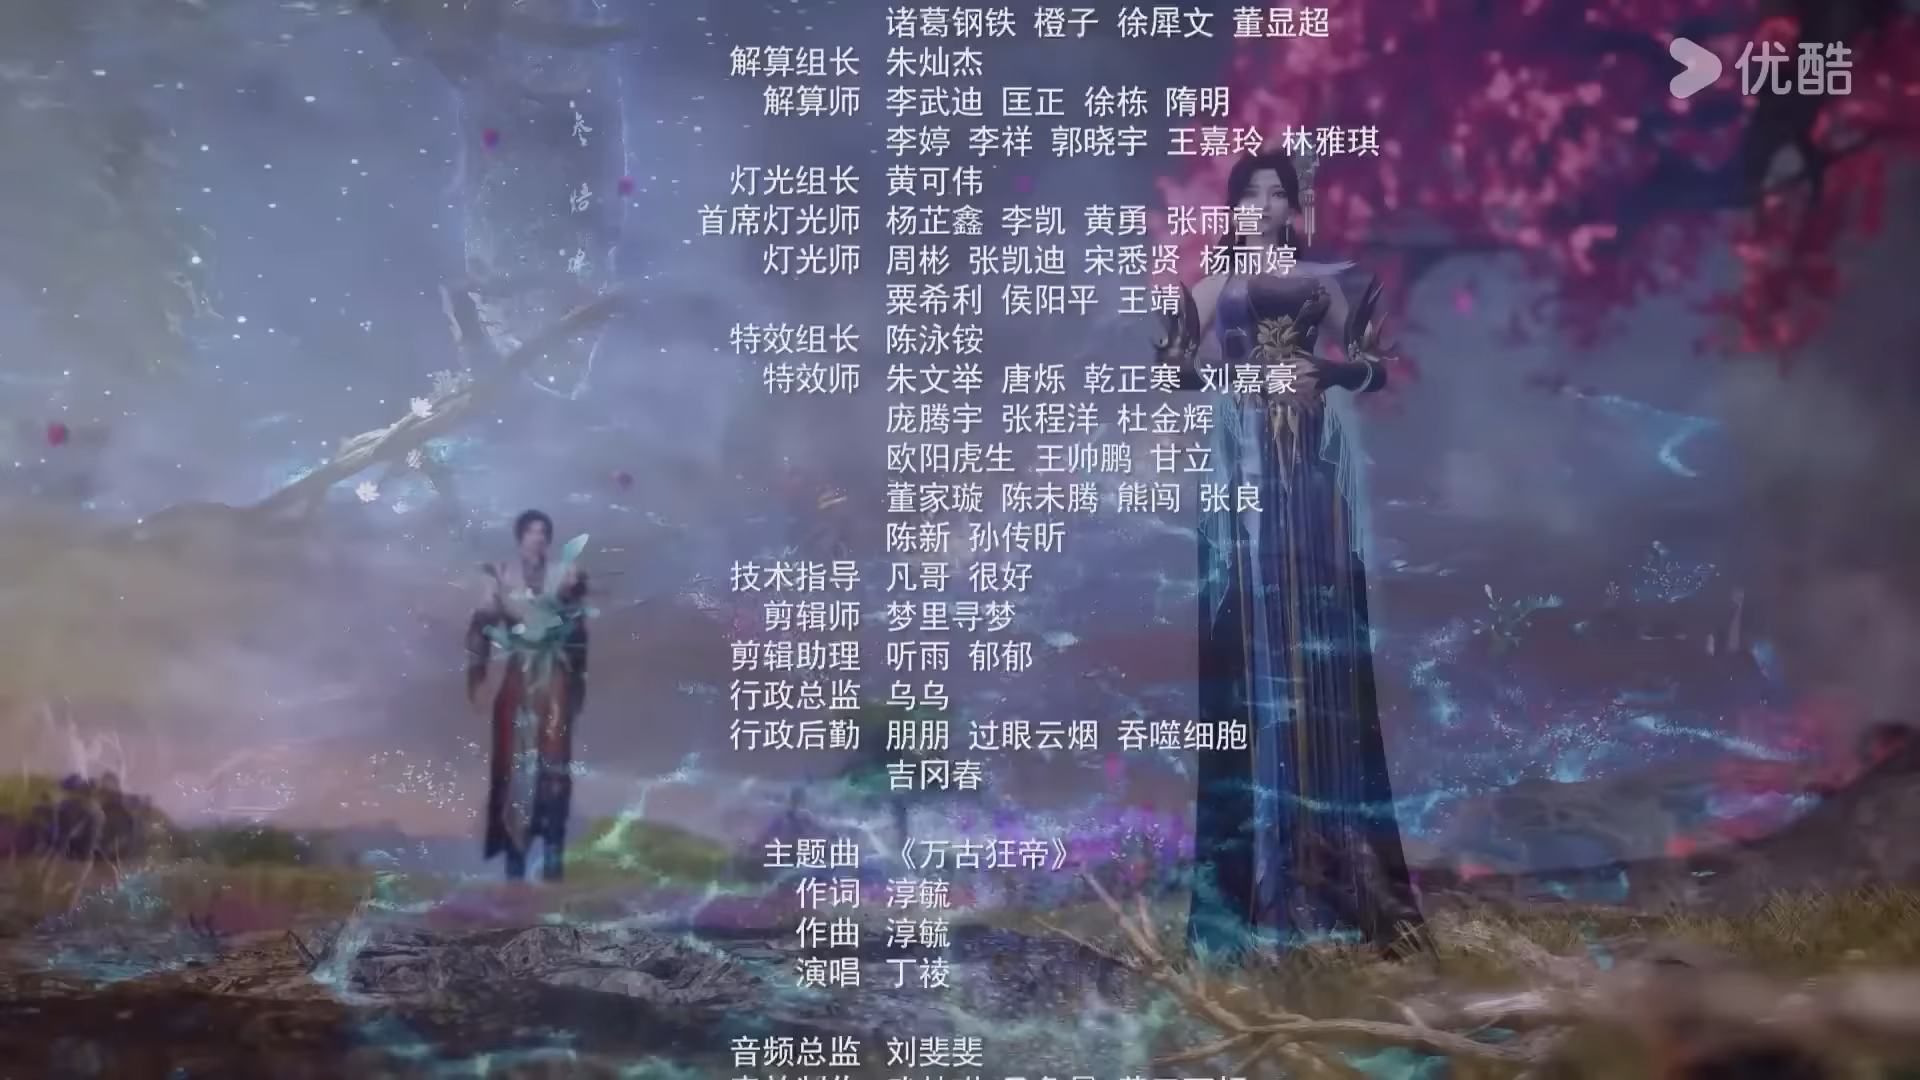 诸葛钢铁 橙子 徐犀文 董显超
优酷
解算组长 朱灿杰
解算师 李武迪 匡正 徐栋 隋明
李婷 李祥 郭晓宇 王嘉玲 林雅琪
灯光组长 黄可伟
首席灯光师 杨芷鑫 李凯 黄勇 张雨萱
灯光师 周彬 张凯迪 宋悉贤 杨丽婷
粟希利 侯阳平 王靖
特效组长 陈泳铵
特效师 朱文举 唐烁 乾正寒 刘嘉豪
庞腾宇 张程洋 杜金辉
欧阳虎生 王帅鹏 甘立
董家璇 陈未腾 熊闯 张良
陈新 孙传昕
技术指导 凡哥 很好
剪辑师 梦里寻梦
剪辑助理 听雨 郁郁
行政总监 乌乌
行政后勤 朋朋 过眼云烟 吞噬细胞
吉冈春
主题曲 《万古狂帝》
作词 淳毓
作曲 淳毓
演唱 丁祾
音频总监 刘斐斐